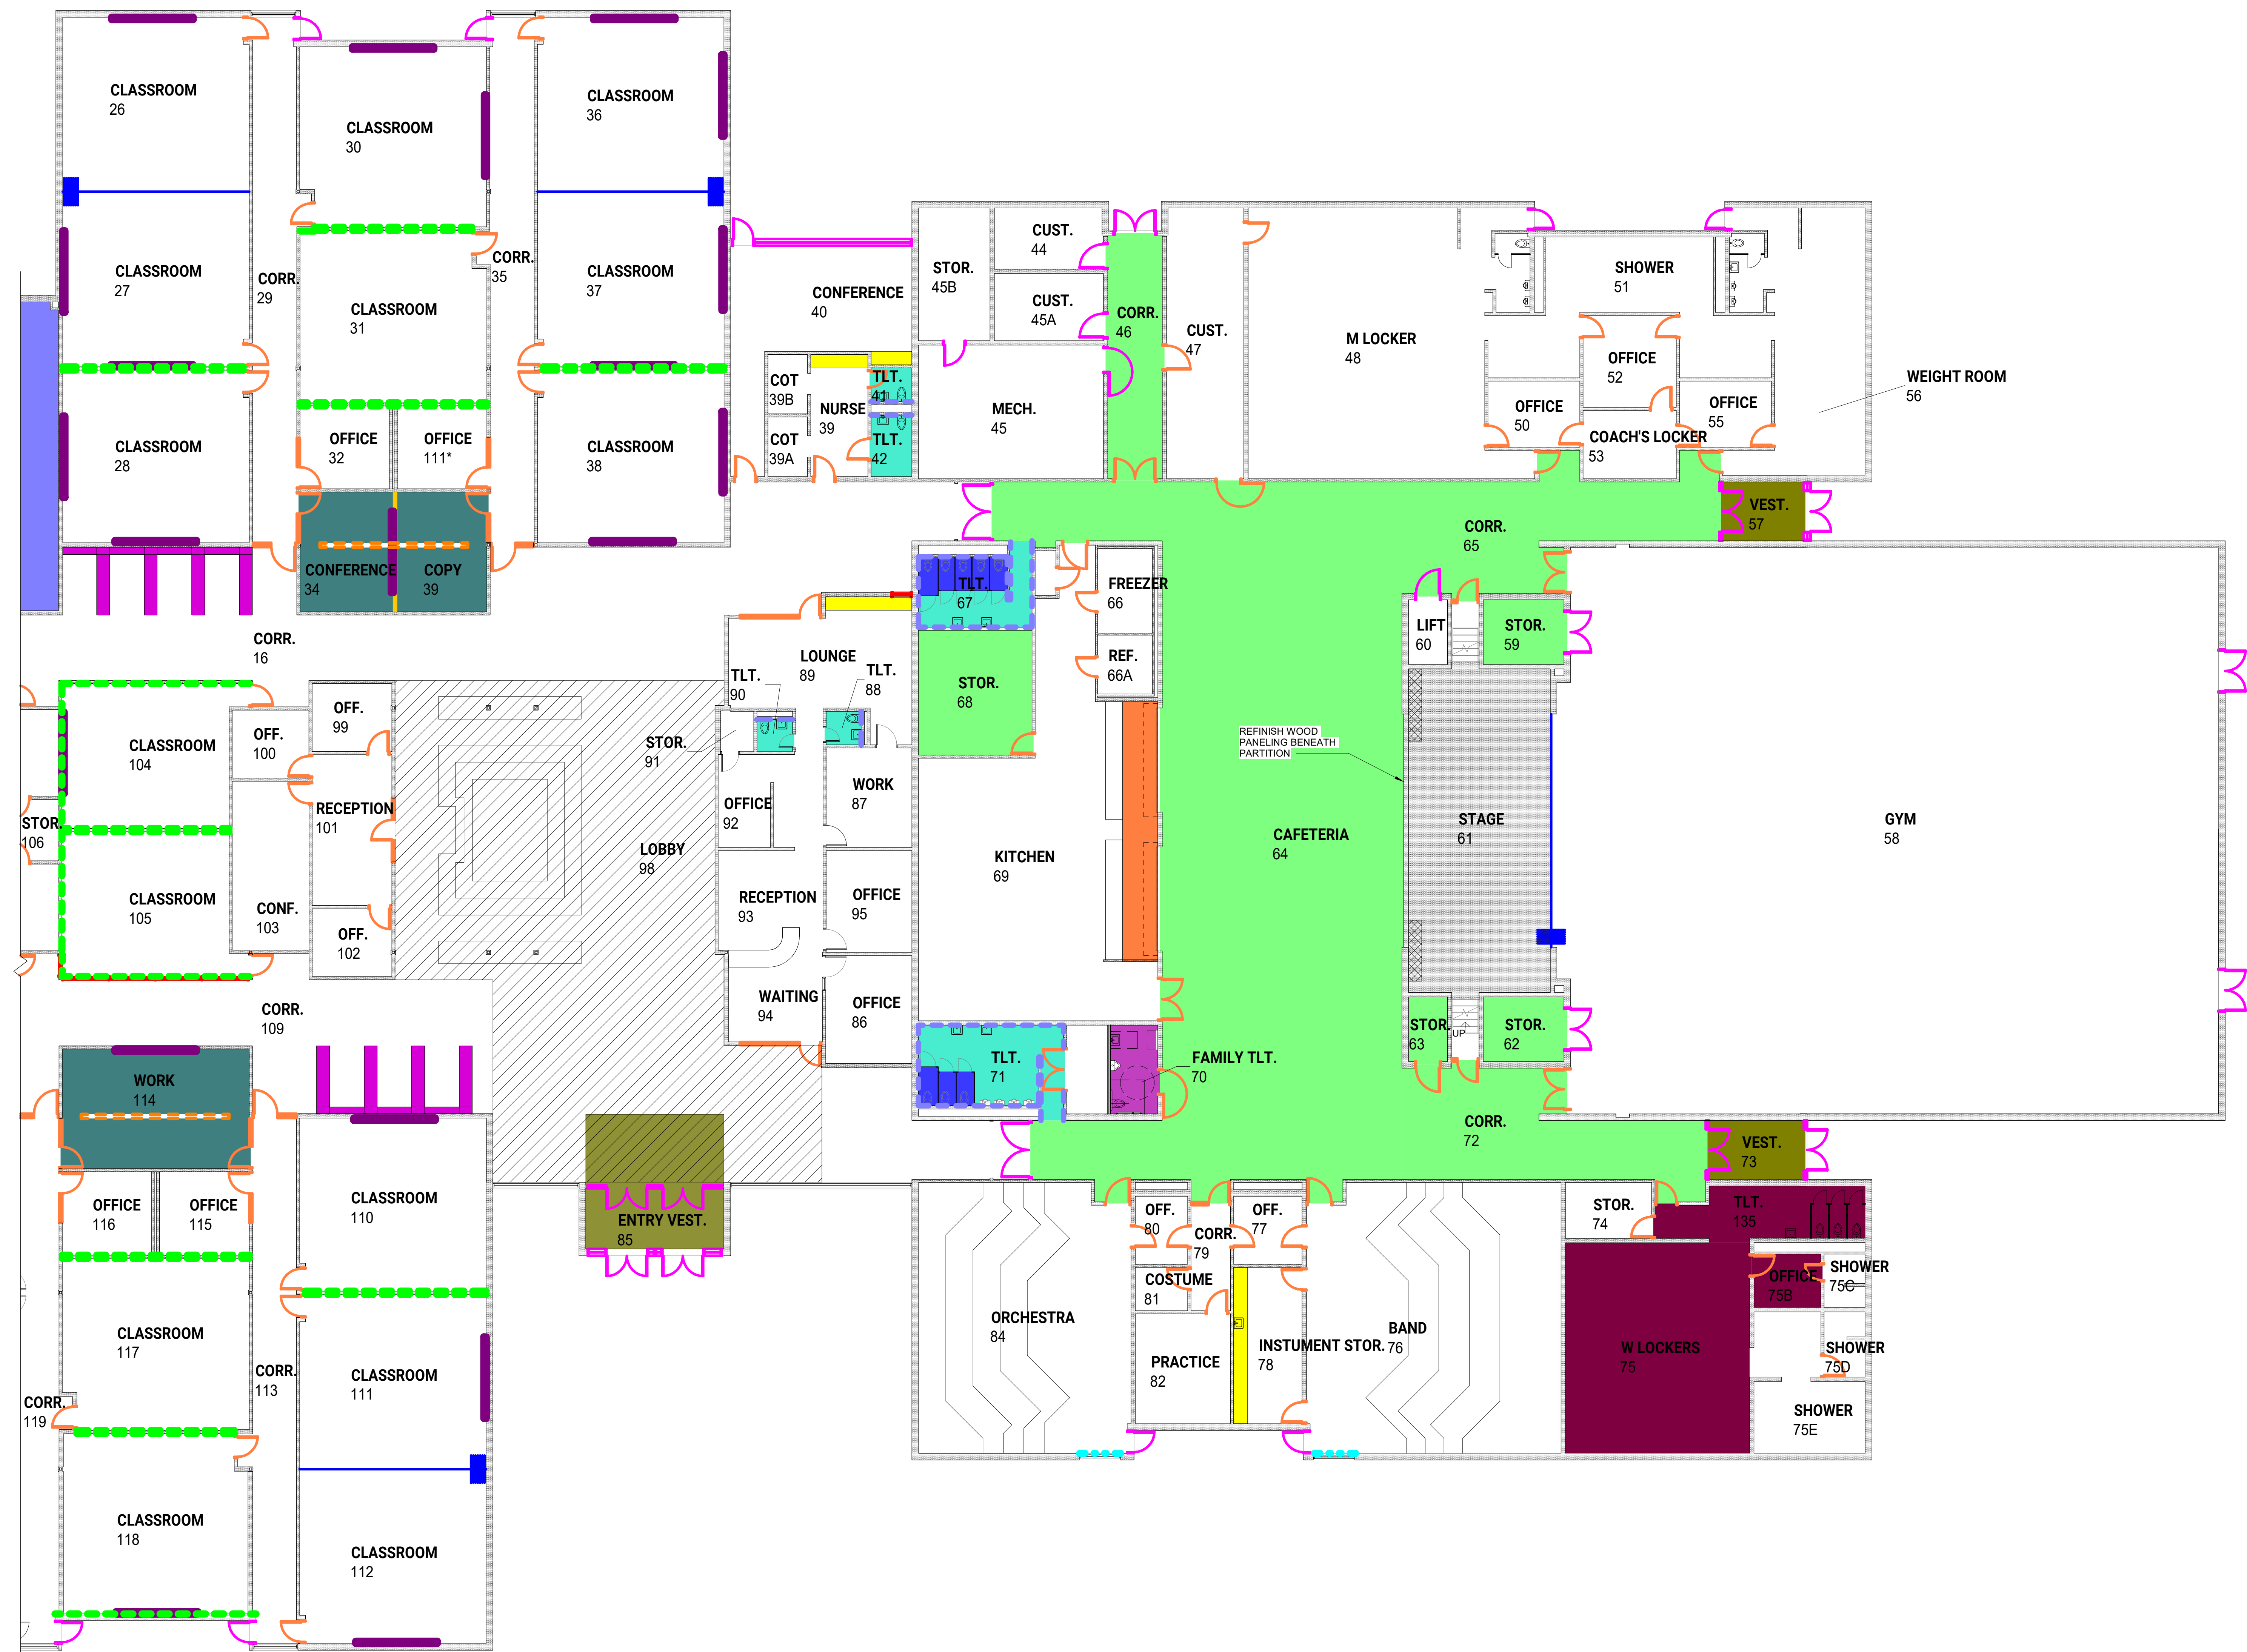 CLASSROOM
26
CLASSROOM
30
CLASSROOM
36
CLASSROOM
27
CORR.
29
CLASSROOM
31
CORR.
35
CLASSROOM
37
CLASSROOM
28
OFFICE
32
OFFICE
111*
CLASSROOM
38
CONFERENCE
34
COPY
39
CONFERENCE
40
COT
39B
COT
39A
NURSE
39
TLT.
41
TLT.
42
STOR.
45B
CUST.
44
CUST.
45A
MECH.
45
CORR.
46
CUST.
47
M LOCKER
48
SHOWER
51
OFFICE
52
OFFICE
50
COACH'S LOCKER
53
OFFICE
55
WEIGHT ROOM
56
VEST.
57
CORR.
65
CORR.
16
LOUNGE
89
TLT.
90
TLT.
88
TLT.
67
STOR.
68
FREEZER
66
REF.
66A
LIFT
60
STOR.
59
CLASSROOM
104
OFF.
100
OFF.
99
RECEPTION
101
STOR.
106
CLASSROOM
105
CONF.
103
OFF.
102
LOBBY
98
STOR.
91
OFFICE
92
WORK
87
RECEPTION
93
OFFICE
95
WAITING
94
OFFICE
86
KITCHEN
69
REFINISH WOOD
PANELING BENEATH
PARTITION
CAFETERIA
64
STAGE
61
GYM
58
CORR.
109
TLT.
71
FAMILY TLT.
70
STOR.
63
UP
STOR.
62
CORR.
72
VEST.
73
WORK
114
OFFICE
116
OFFICE
115
CLASSROOM
110
ENTRY VEST.
85
CLASSROOM
117
CORR.
113
CLASSROOM
111
CORR.
119
CLASSROOM
118
CLASSROOM
112
ORCHESTRA
84
OFF.
80
CORR.
79
OFF.
77
COSTUME
81
PRACTICE
82
INSTUMENT STOR.
78
BAND
76
STOR.
74
TLT.
135
W LOCKERS
75
OFFICE
75B
SHOWER
75C
SHOWER
75D
SHOWER
75E